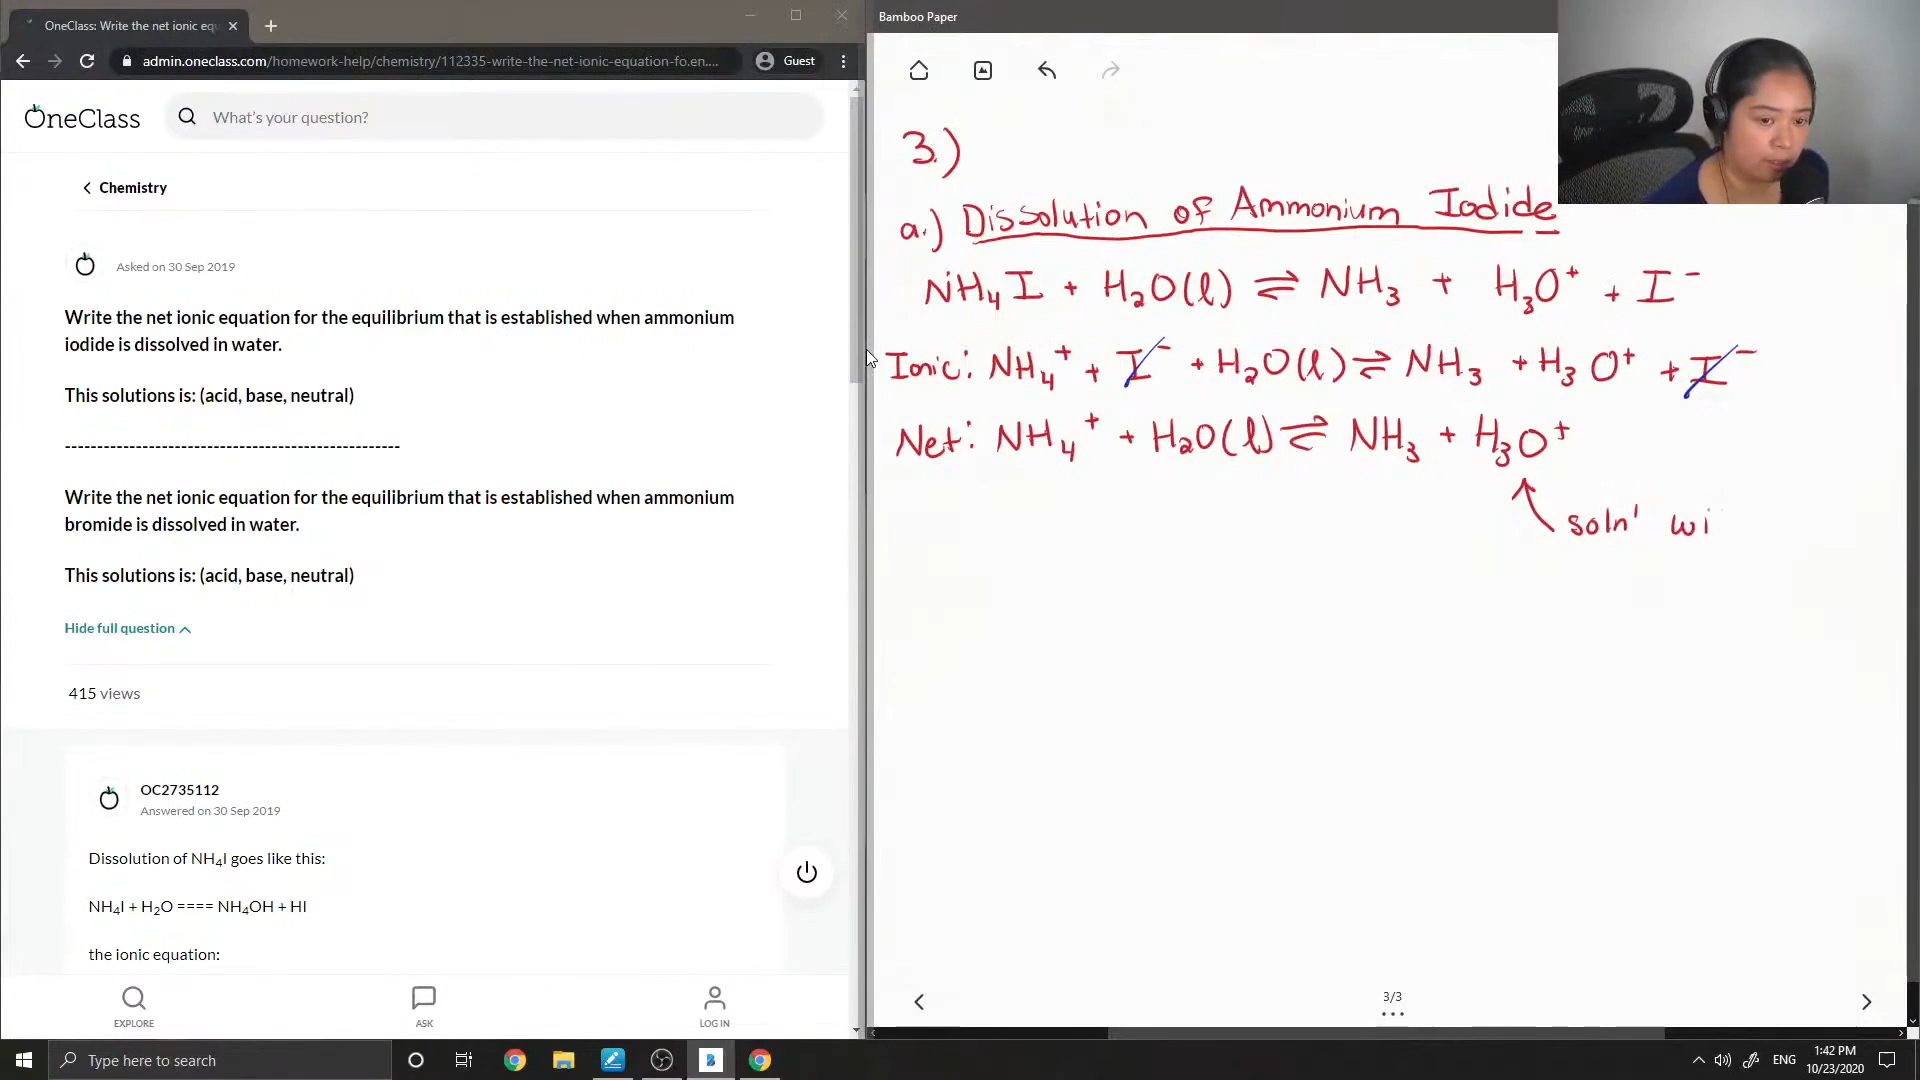 OneClass: Write the net ionic eq
admin.oneclass.com/homework-help/chemistry/112335-write-the-net-ionic-equation-fo.en....
Guest
OneClass
What's your question?
Chemistry
Asked on 30 Sep 2019
Write the net ionic equation for the equilibrium that is established when ammonium
iodide is dissolved in water.
This solutions is: (acid, base, neutral)
----------------------------------------------------
Write the net ionic equation for the equilibrium that is established when ammonium
bromide is dissolved in water.
This solutions is: (acid, base, neutral)
Hide full question
415 views
OC2735112
Answered on 30 Sep 2019
Dissolution of NH₄I goes like this:
NH₄I + H₂O ==== NH₄OH + HI
the ionic equation:
EXPLORE
ASK
LOG IN
Bamboo Paper
3.)
a.) Dissolution of Ammonium Iodide
NH₄I + H₂O(l) ⇌ NH₃ + H₃O⁺ + I⁻
Ionic: NH₄⁺ + I⁻ + H₂O(l) ⇌ NH₃ + H₃O⁺ + I⁻
Net: NH₄⁺ + H₂O(l) ⇌ NH₃ + H₃O⁺
soln' wi
3/3
Type here to search
ENG
1:42 PM
10/23/2020